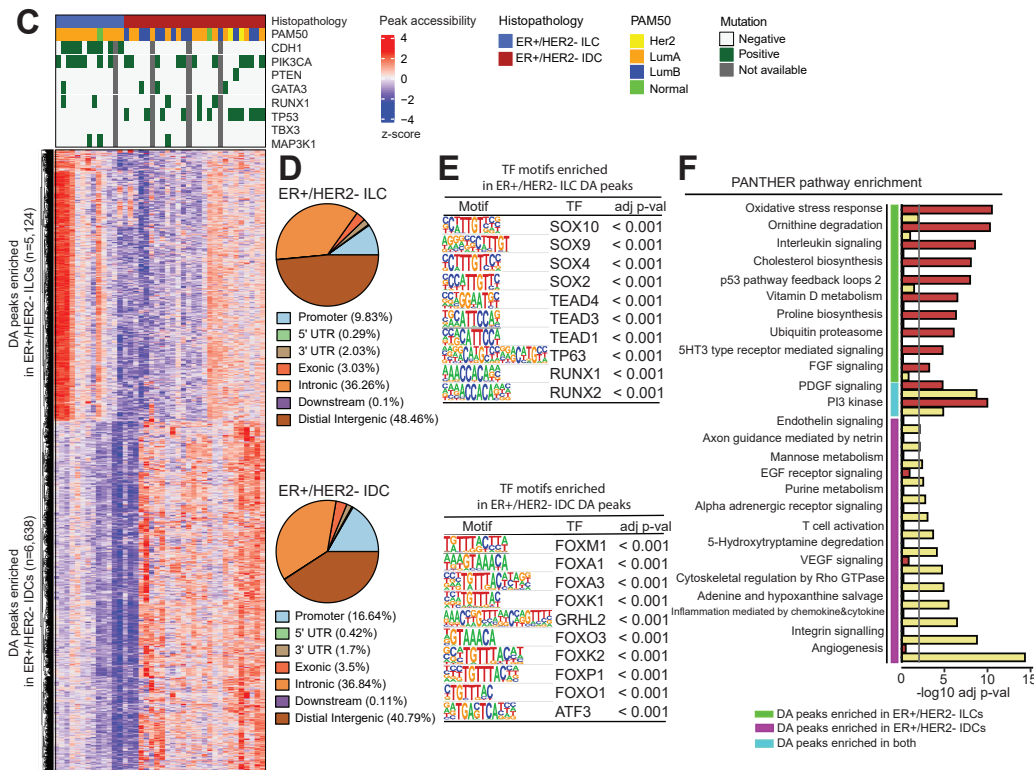 C
Histopathology
PAM50
CDH1
PIK3CA
PTEN
GATA3
RUNX1
TP53
TBX3
MAP3K1
Peak accessibility
4
2
0
−2
−4
z-score
Histopathology
ER+/HER2- ILC
ER+/HER2- IDC
PAM50
Her2
LumA
LumB
Normal
Mutation
Negative
Positive
Not available
DA peaks enriched
in ER+/HER2- ILCs (n=5,124)
DA peaks enriched
in ER+/HER2- IDCs (n=6,638)
D
ER+/HER2- ILC
Promoter (9.83%)
5' UTR (0.29%)
3' UTR (2.03%)
Exonic (3.03%)
Intronic (36.26%)
Downstream (0.1%)
Distial Intergenic (48.46%)
ER+/HER2- IDC
Promoter (16.64%)
5' UTR (0.42%)
3' UTR (1.7%)
Exonic (3.5%)
Intronic (36.84%)
Downstream (0.11%)
Distial Intergenic (40.79%)
E
TF motifs enriched
in ER+/HER2- ILC DA peaks
Motif TF adj p-val
SOX10 < 0.001
SOX9 < 0.001
SOX4 < 0.001
SOX2 < 0.001
TEAD4 < 0.001
TEAD3 < 0.001
TEAD1 < 0.001
TP63 < 0.001
RUNX1 < 0.001
RUNX2 < 0.001
TF motifs enriched
in ER+/HER2- IDC DA peaks
Motif TF adj p-val
FOXM1 < 0.001
FOXA1 < 0.001
FOXA3 < 0.001
FOXK1 < 0.001
GRHL2 < 0.001
FOXO3 < 0.001
FOXK2 < 0.001
FOXP1 < 0.001
FOXO1 < 0.001
ATF3 < 0.001
F
PANTHER pathway enrichment
Oxidative stress response
Ornithine degradation
Interleukin signaling
Cholesterol biosynthesis
p53 pathway feedback loops 2
Vitamin D metabolism
Proline biosynthesis
Ubiquitin proteasome
5HT3 type receptor mediated signaling
FGF signaling
PDGF signaling
PI3 kinase
Endothelin signaling
Axon guidance mediated by netrin
Mannose metabolism
EGF receptor signaling
Purine metabolism
Alpha adrenergic receptor signaling
T cell activation
5-Hydroxytryptamine degredation
VEGF signaling
Cytoskeletal regulation by Rho GTPase
Adenine and hypoxanthine salvage
Inflammation mediated by chemokine&cytokine
Integrin signalling
Angiogenesis
0 5 10 15
-log10 adj p-val
DA peaks enriched in ER+/HER2- ILCs
DA peaks enriched in ER+/HER2- IDCs
DA peaks enriched in both